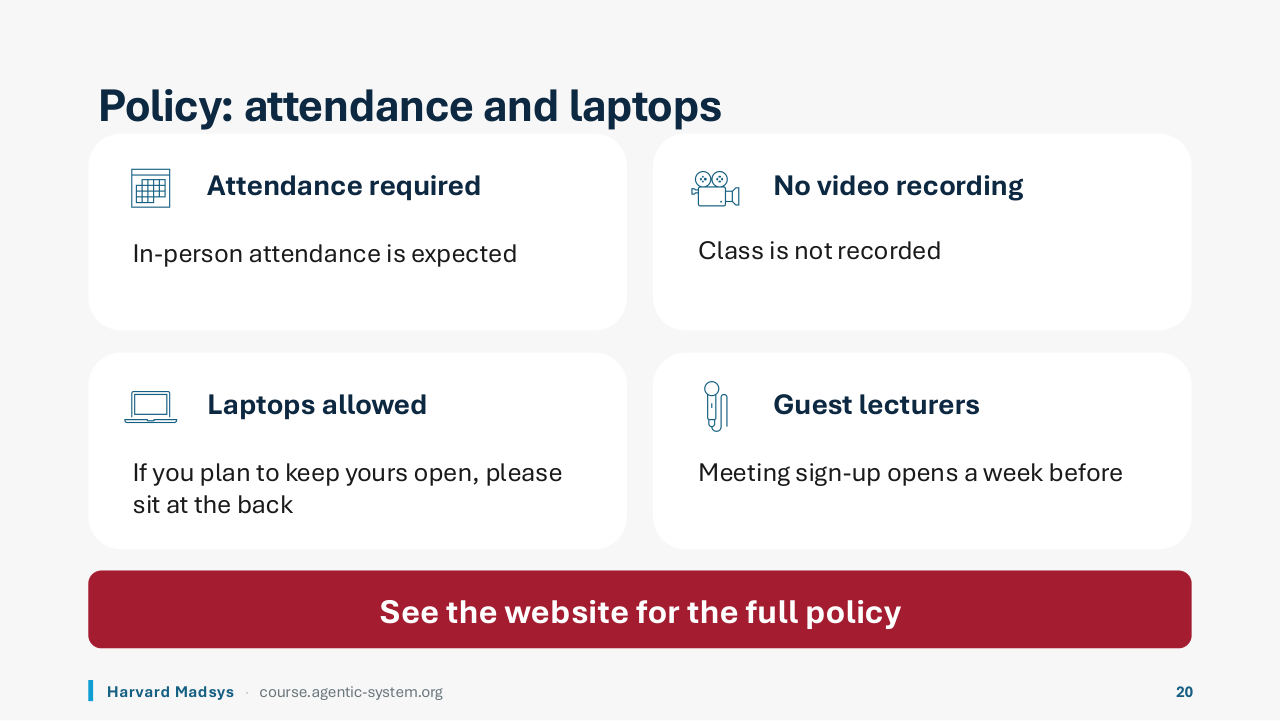 Policy: attendance and laptops
Attendance required
In-person attendance is expected
No video recording
Class is not recorded
Laptops allowed
If you plan to keep yours open, please
sit at the back
Guest lecturers
Meeting sign-up opens a week before
See the website for the full policy
Harvard Madsys · course.agentic-system.org
20